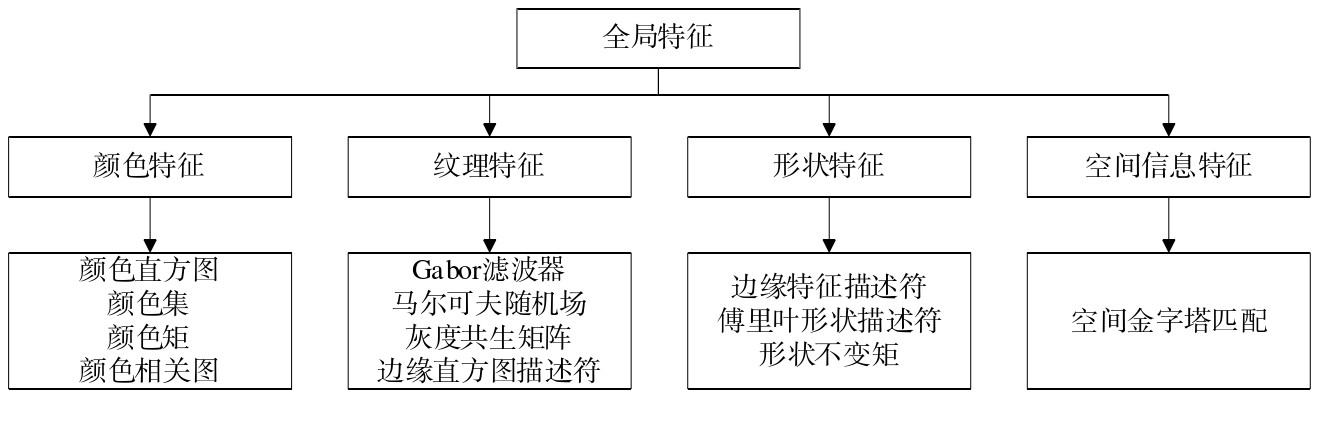 全局特征
颜色特征
纹理特征
形状特征
空间信息特征
颜色直方图
颜色集
颜色矩
颜色相关图
Gabor滤波器
马尔可夫随机场
灰度共生矩阵
边缘直方图描述符
边缘特征描述符
傅里叶形状描述符
形状不变矩
空间金字塔匹配